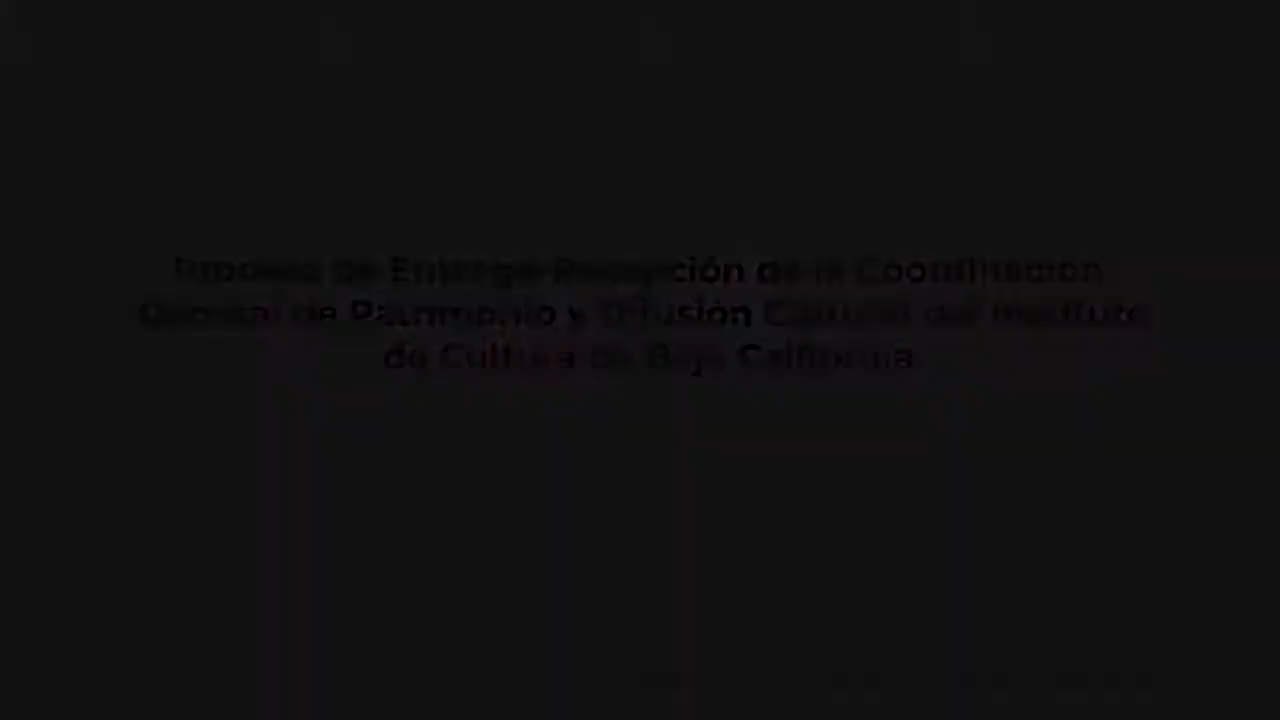 Proceso de Entrega-Recepción de la Coordinación
General de Patrimonio y Difusión Cultural del Instituto
de Cultura de Baja California